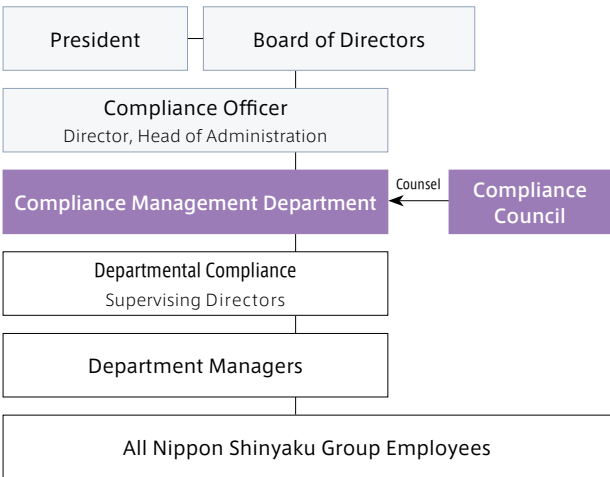 President
Board of Directors
Compliance Officer
Director, Head of Administration
Compliance Management Department
Counsel
Compliance
Council
Departmental Compliance
Supervising Directors
Department Managers
All Nippon Shinyaku Group Employees